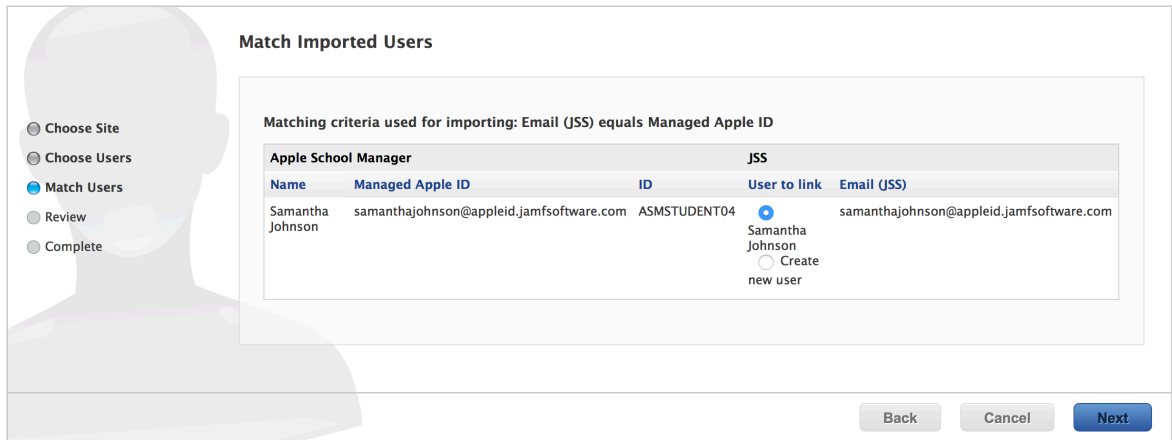 Match Imported Users
Choose Site
Choose Users
Match Users
Review
Complete
Matching criteria used for importing: Email (JSS) equals Managed Apple ID
Apple School Manager JSS
Name Managed Apple ID ID User to link Email (JSS)
Samantha samanthajohnson@appleid.jamfsoftware.com ASMSTUDENT04 samanthajohnson@appleid.jamfsoftware.com
Johnson
Samantha
Johnson
Create
new user
Back Cancel Next